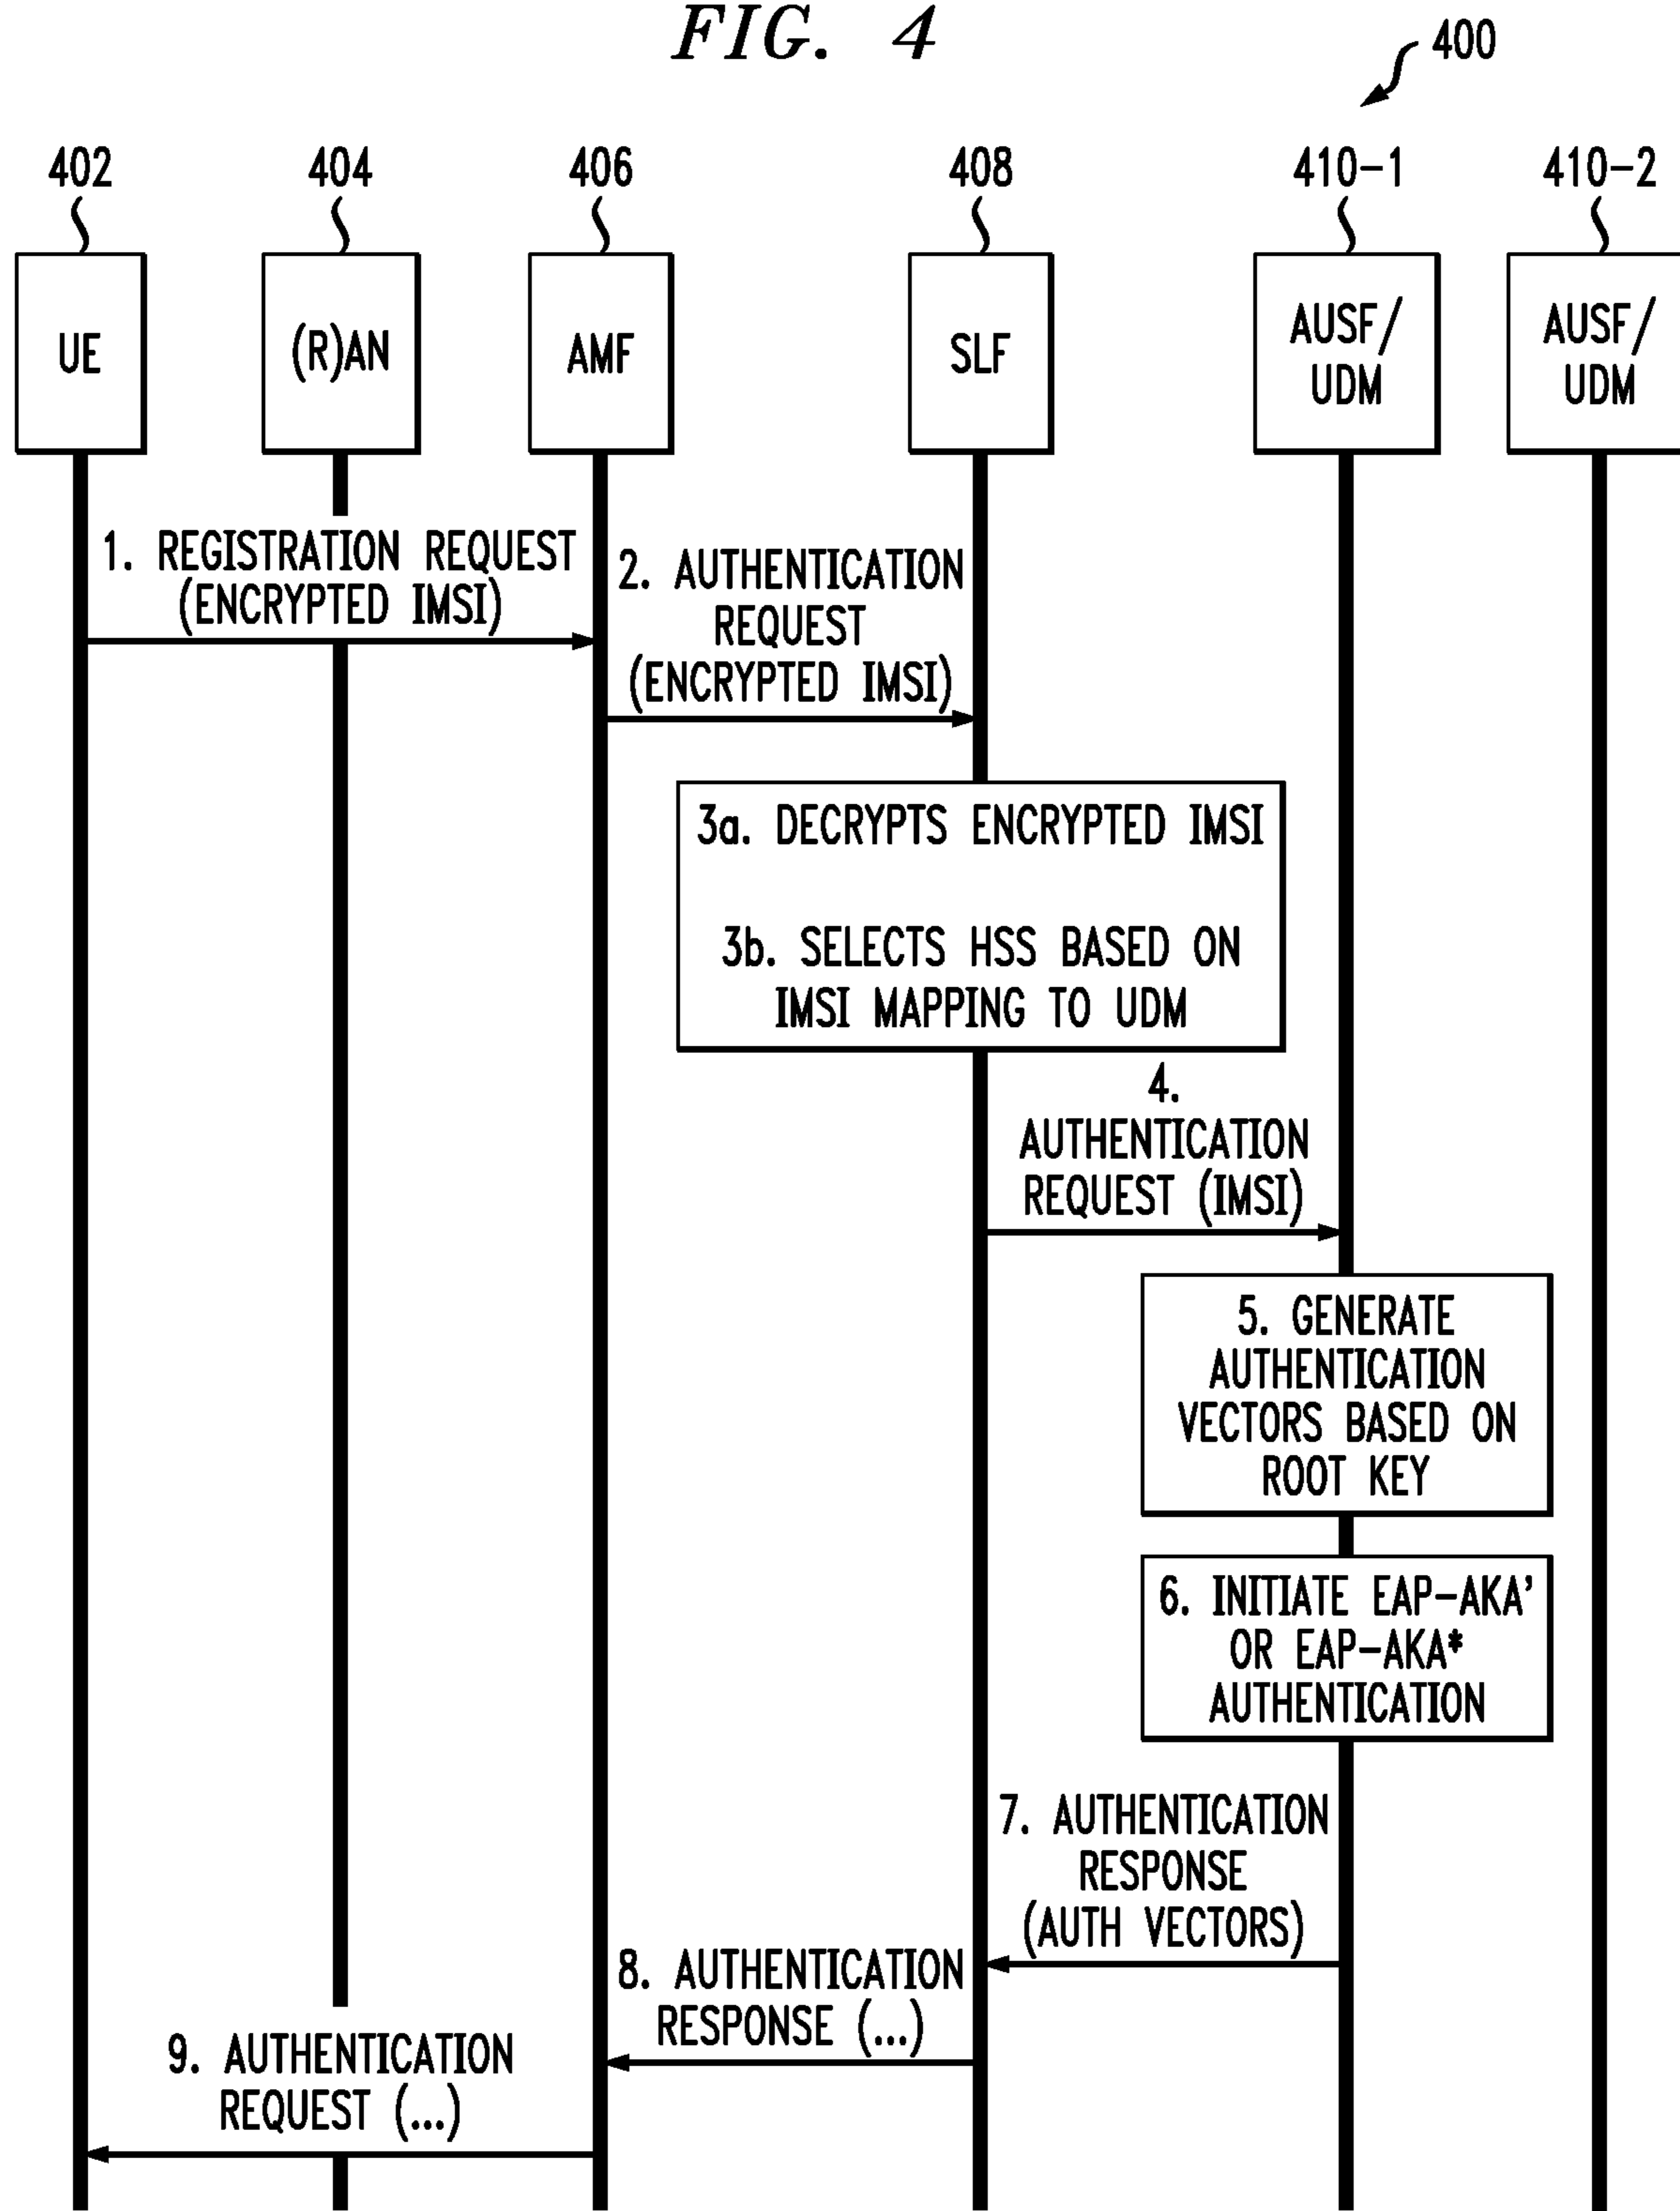 FIG. 4
400
402
404
406
408
410-1
410-2
UE
(R)AN
AMF
SLF
AUSF/
UDM
AUSF/
UDM
1. REGISTRATION REQUEST
(ENCRYPTED IMSI)
2. AUTHENTICATION
REQUEST
(ENCRYPTED IMSI)
3a. DECRYPTS ENCRYPTED IMSI
3b. SELECTS HSS BASED ON
IMSI MAPPING TO UDM
4.
AUTHENTICATION
REQUEST (IMSI)
5. GENERATE
AUTHENTICATION
VECTORS BASED ON
ROOT KEY
6. INITIATE EAP-AKA'
OR EAP-AKA*
AUTHENTICATION
7. AUTHENTICATION
RESPONSE
(AUTH VECTORS)
8. AUTHENTICATION
RESPONSE (...)
9. AUTHENTICATION
REQUEST (...)